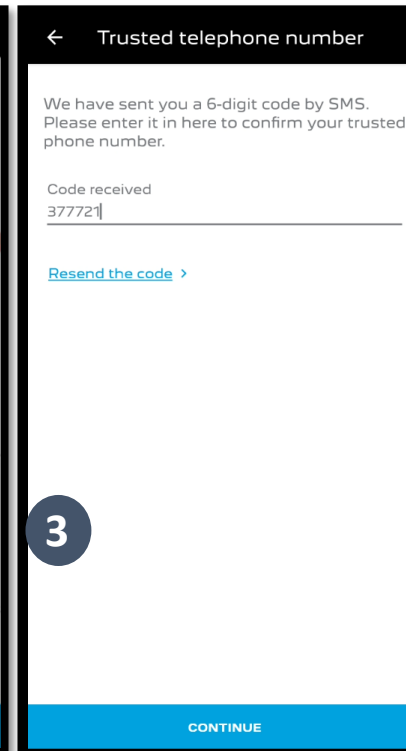 Trusted telephone number
We have sent you a 6-digit code by SMS.
Please enter it in here to confirm your trusted
phone number.
Code received
377721
Resend the code >
3
CONTINUE